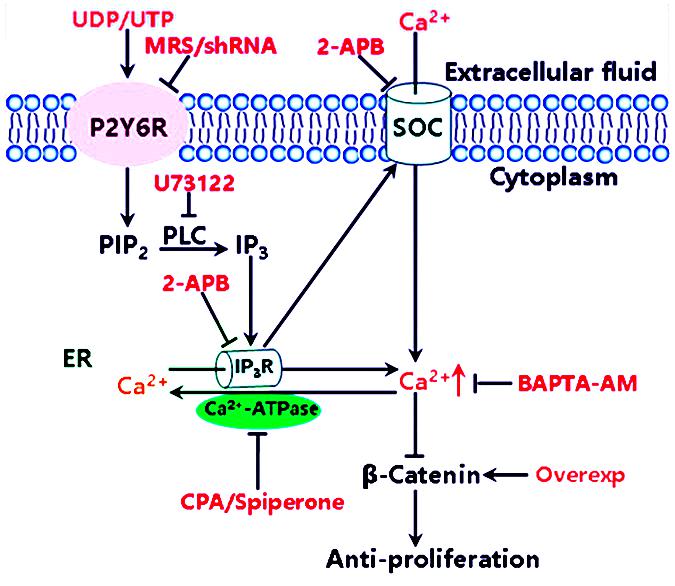 UDP/UTP
MRS/shRNA
2-APB
Ca²⁺
Extracellular fluid
P2Y6R
SOC
Cytoplasm
U73122
PIP₂
PLC
IP₃
2-APB
ER
IP₃R
Ca²⁺
Ca²⁺
BAPTA-AM
Ca²⁺-ATPase
CPA/Spiperone
β-Catenin
Overexp
Anti-proliferation